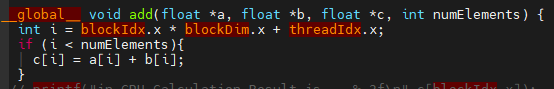 __global__ void add(float *a, float *b, float *c, int numElements) {
int i = blockIdx.x * blockDim.x + threadIdx.x;
if (i < numElements){
c[i] = a[i] + b[i];
}